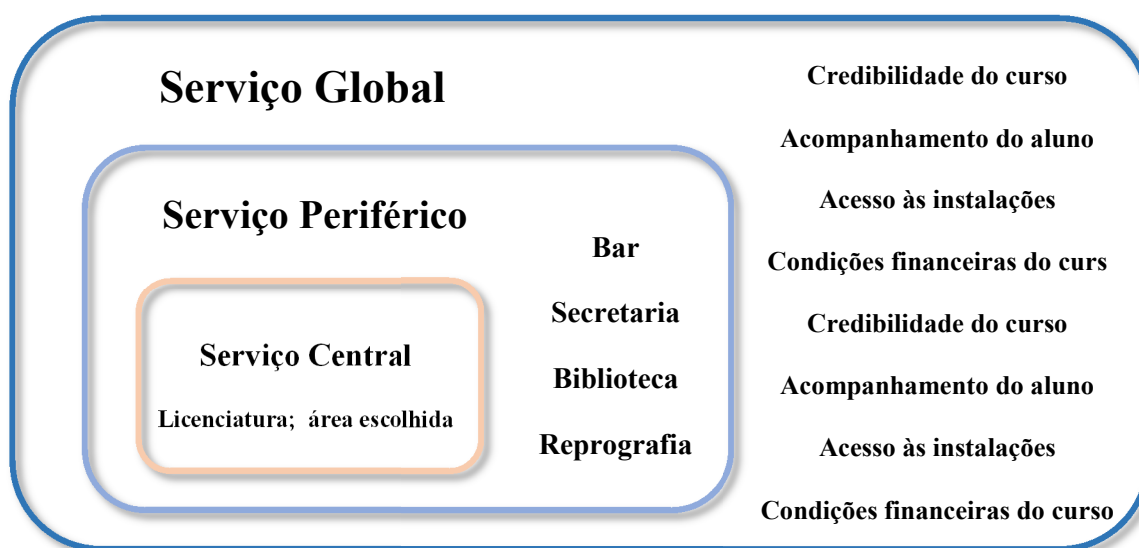 Serviço Global
Serviço Periférico
Serviço Central
Licenciatura; área escolhida
Bar
Secretaria
Biblioteca
Reprografia
Credibilidade do curso
Acompanhamento do aluno
Acesso às instalações
Condições financeiras do curs
Credibilidade do curso
Acompanhamento do aluno
Acesso às instalações
Condições financeiras do curso